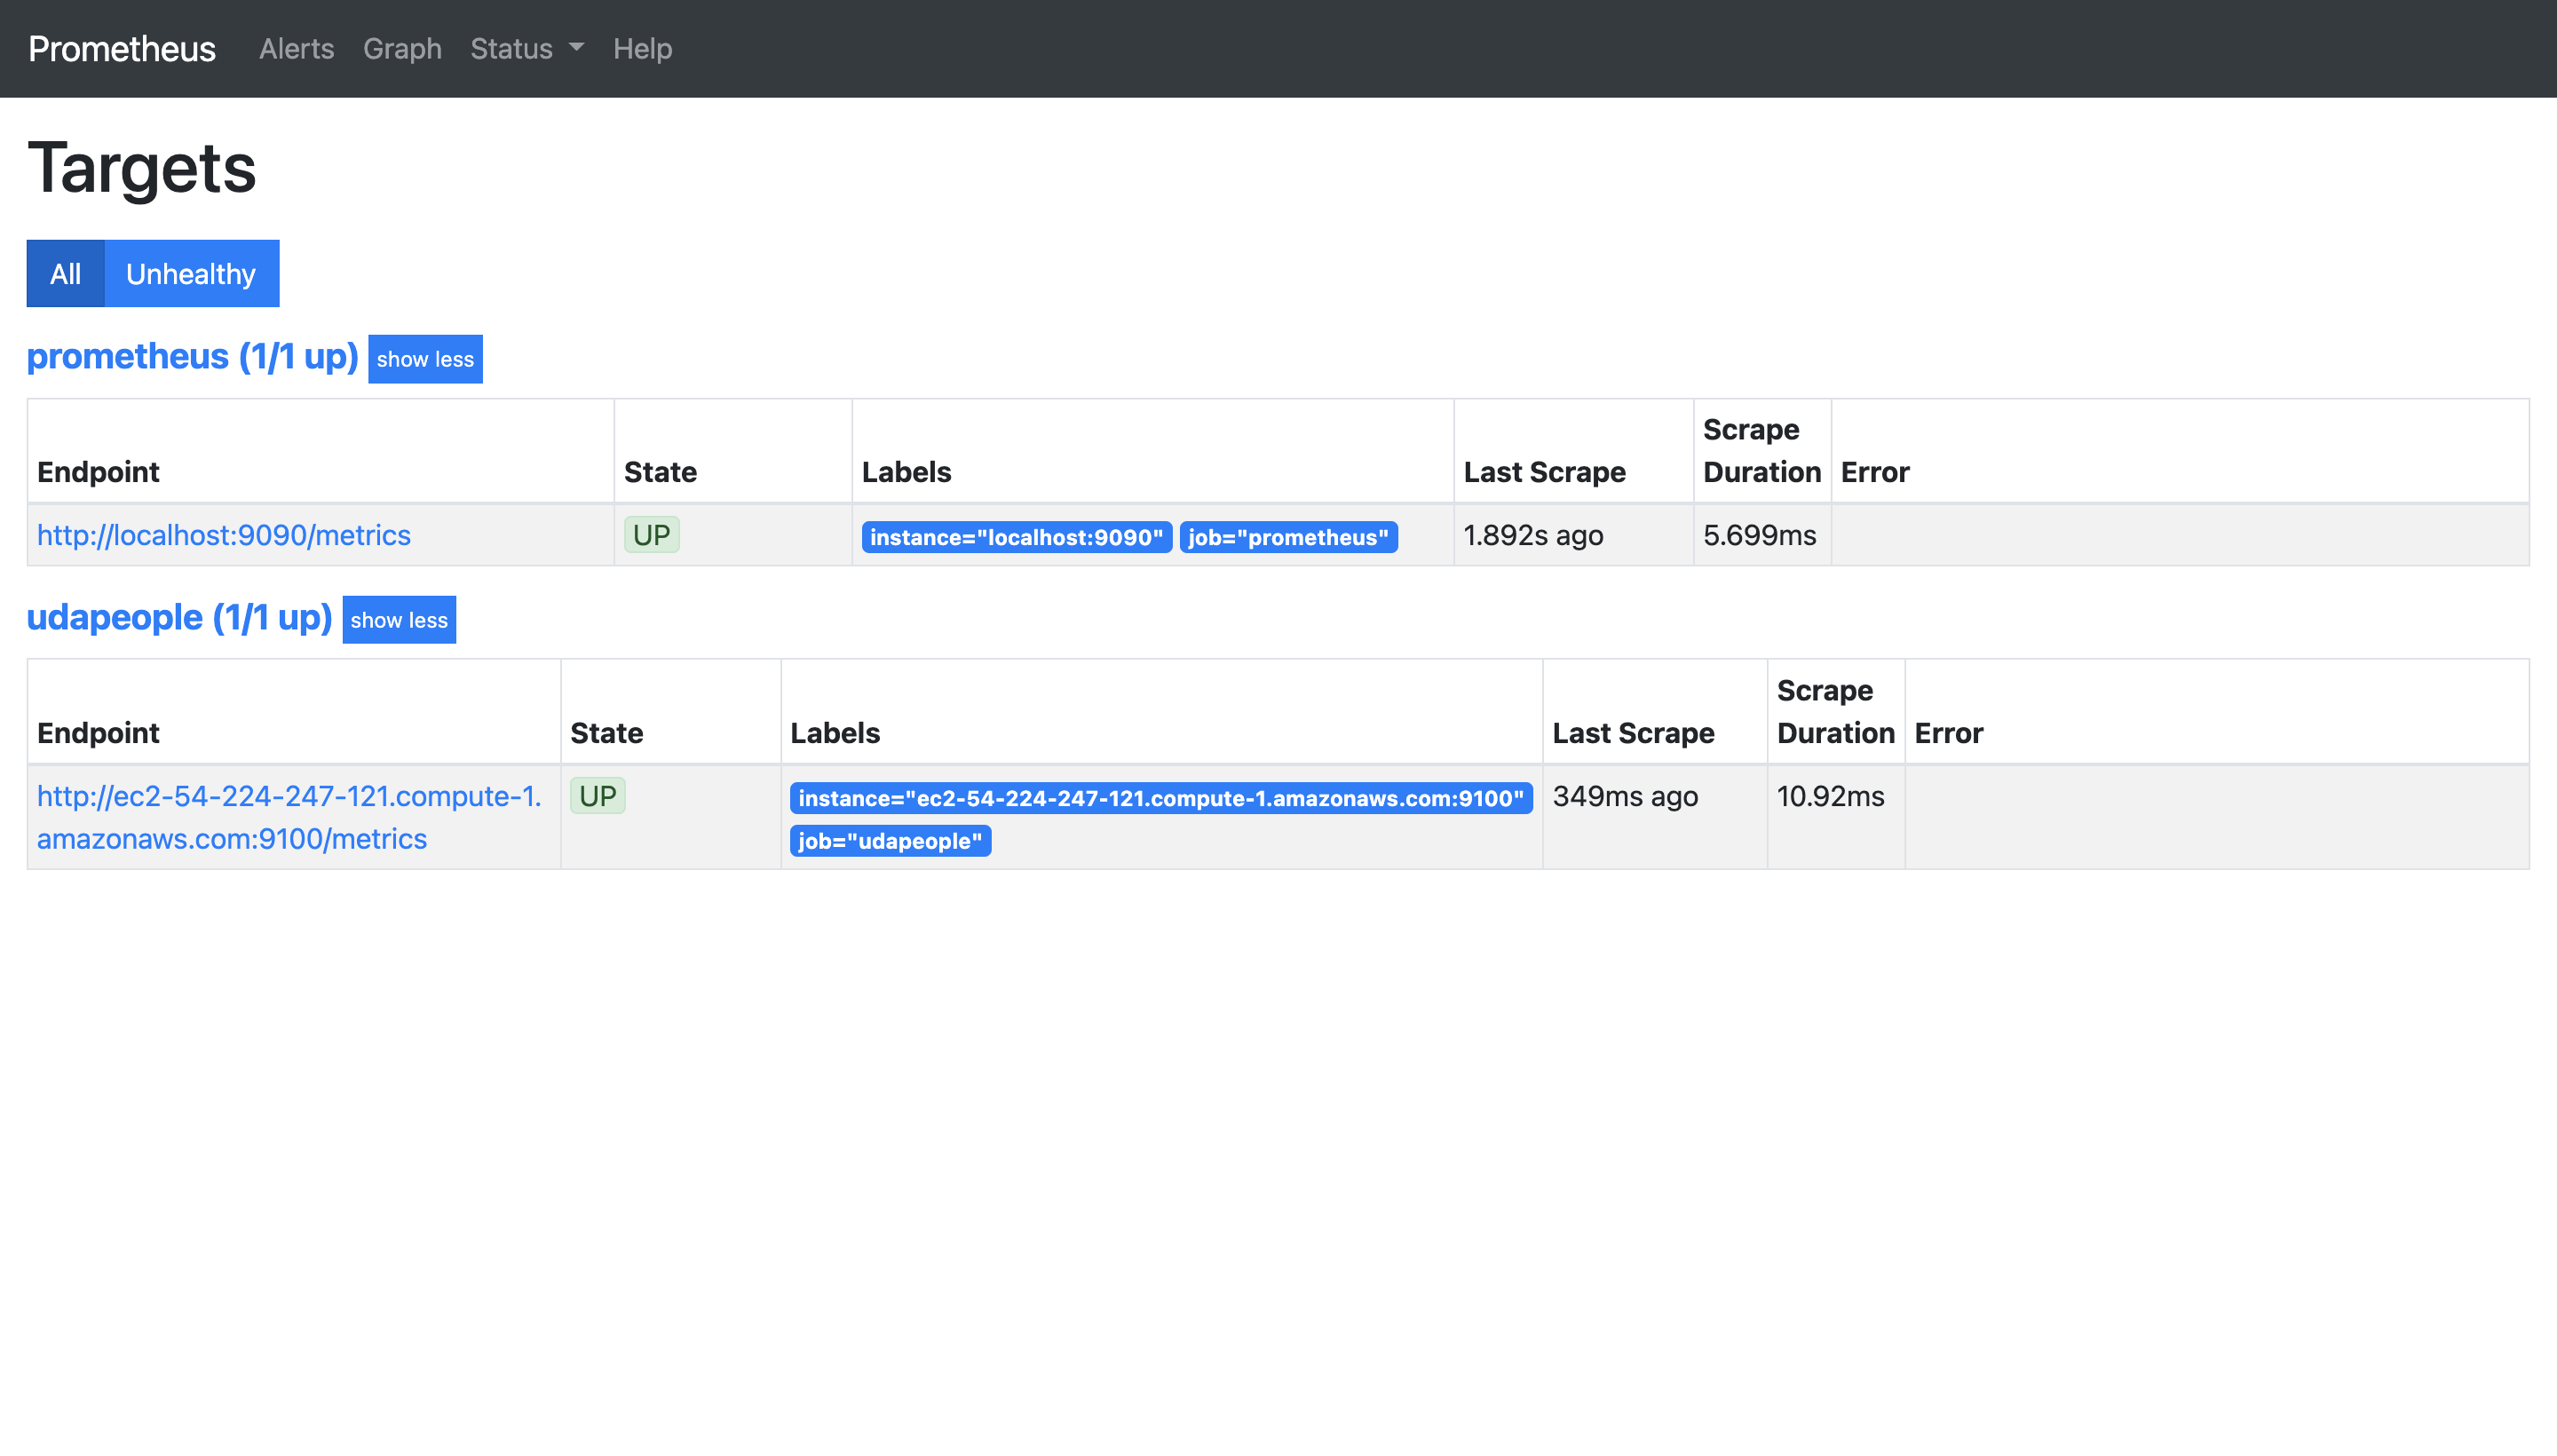 Prometheus Alerts Graph Status Help
Targets
All Unhealthy
prometheus (1/1 up) show less
Endpoint State Labels Last Scrape Scrape Duration Error
http://localhost:9090/metrics UP instance="localhost:9090" job="prometheus" 1.892s ago 5.699ms
udapeople (1/1 up) show less
Endpoint State Labels Last Scrape Scrape Duration Error
http://ec2-54-224-247-121.compute-1. UP instance="ec2-54-224-247-121.compute-1.amazonaws.com:9100" 349ms ago 10.92ms
amazonaws.com:9100/metrics job="udapeople"